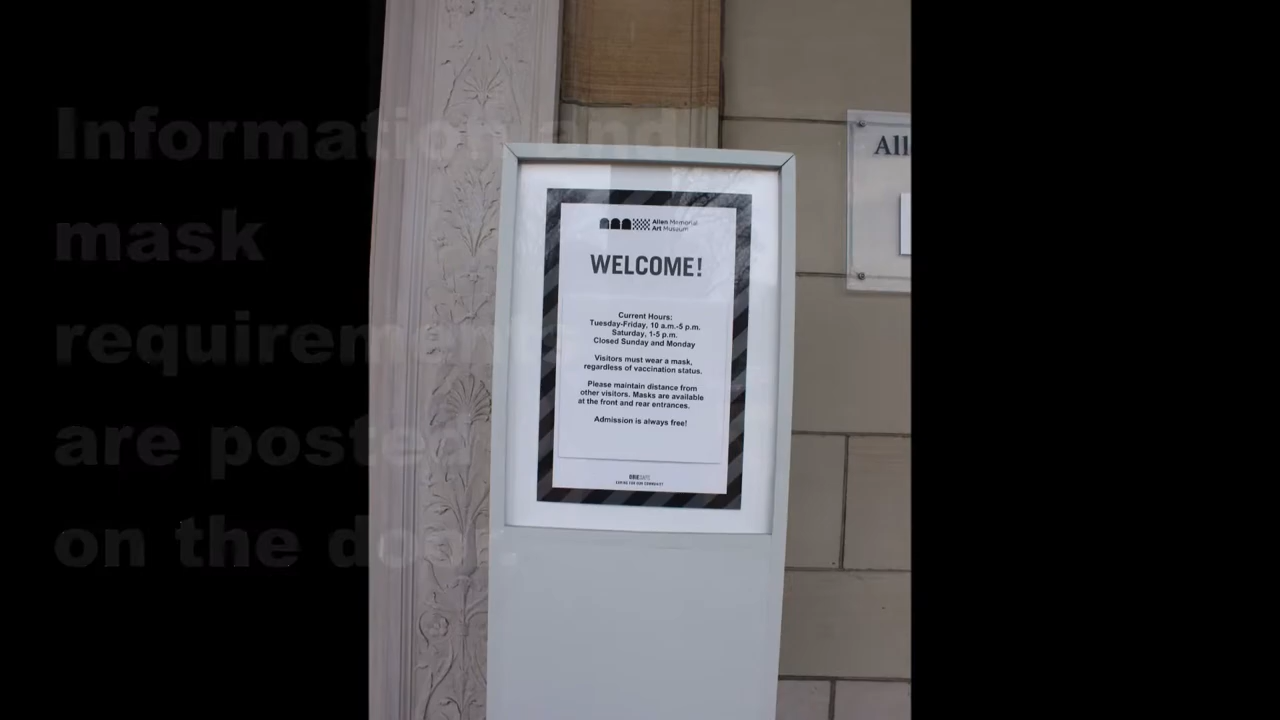 Information and
mask
requirements
are posted
on the door.
Allen Memorial
Art Museum
WELCOME!
Current Hours:
Tuesday-Friday, 10 a.m.-5 p.m.
Saturday, 1-5 p.m.
Closed Sunday and Monday
Visitors must wear a mask,
regardless of vaccination status.
Please maintain distance from
other visitors. Masks are available
at the front and rear entrances.
Admission is always free!
All